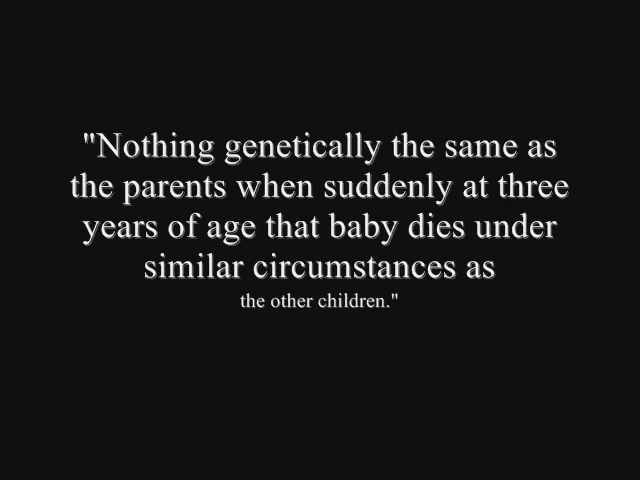 "Nothing genetically the same as
the parents when suddenly at three
years of age that baby dies under
similar circumstances as
the other children."